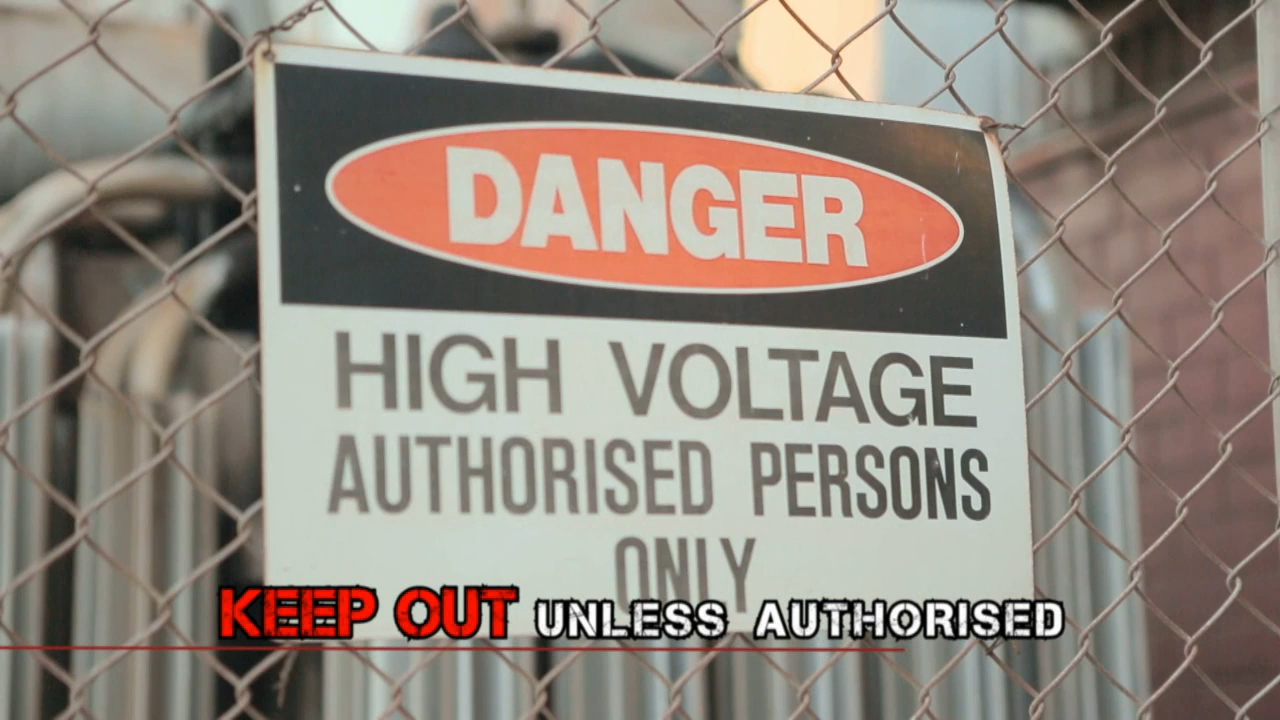 DANGER
HIGH VOLTAGE
AUTHORISED PERSONS
ONLY
KEEP OUT UNLESS AUTHORISED